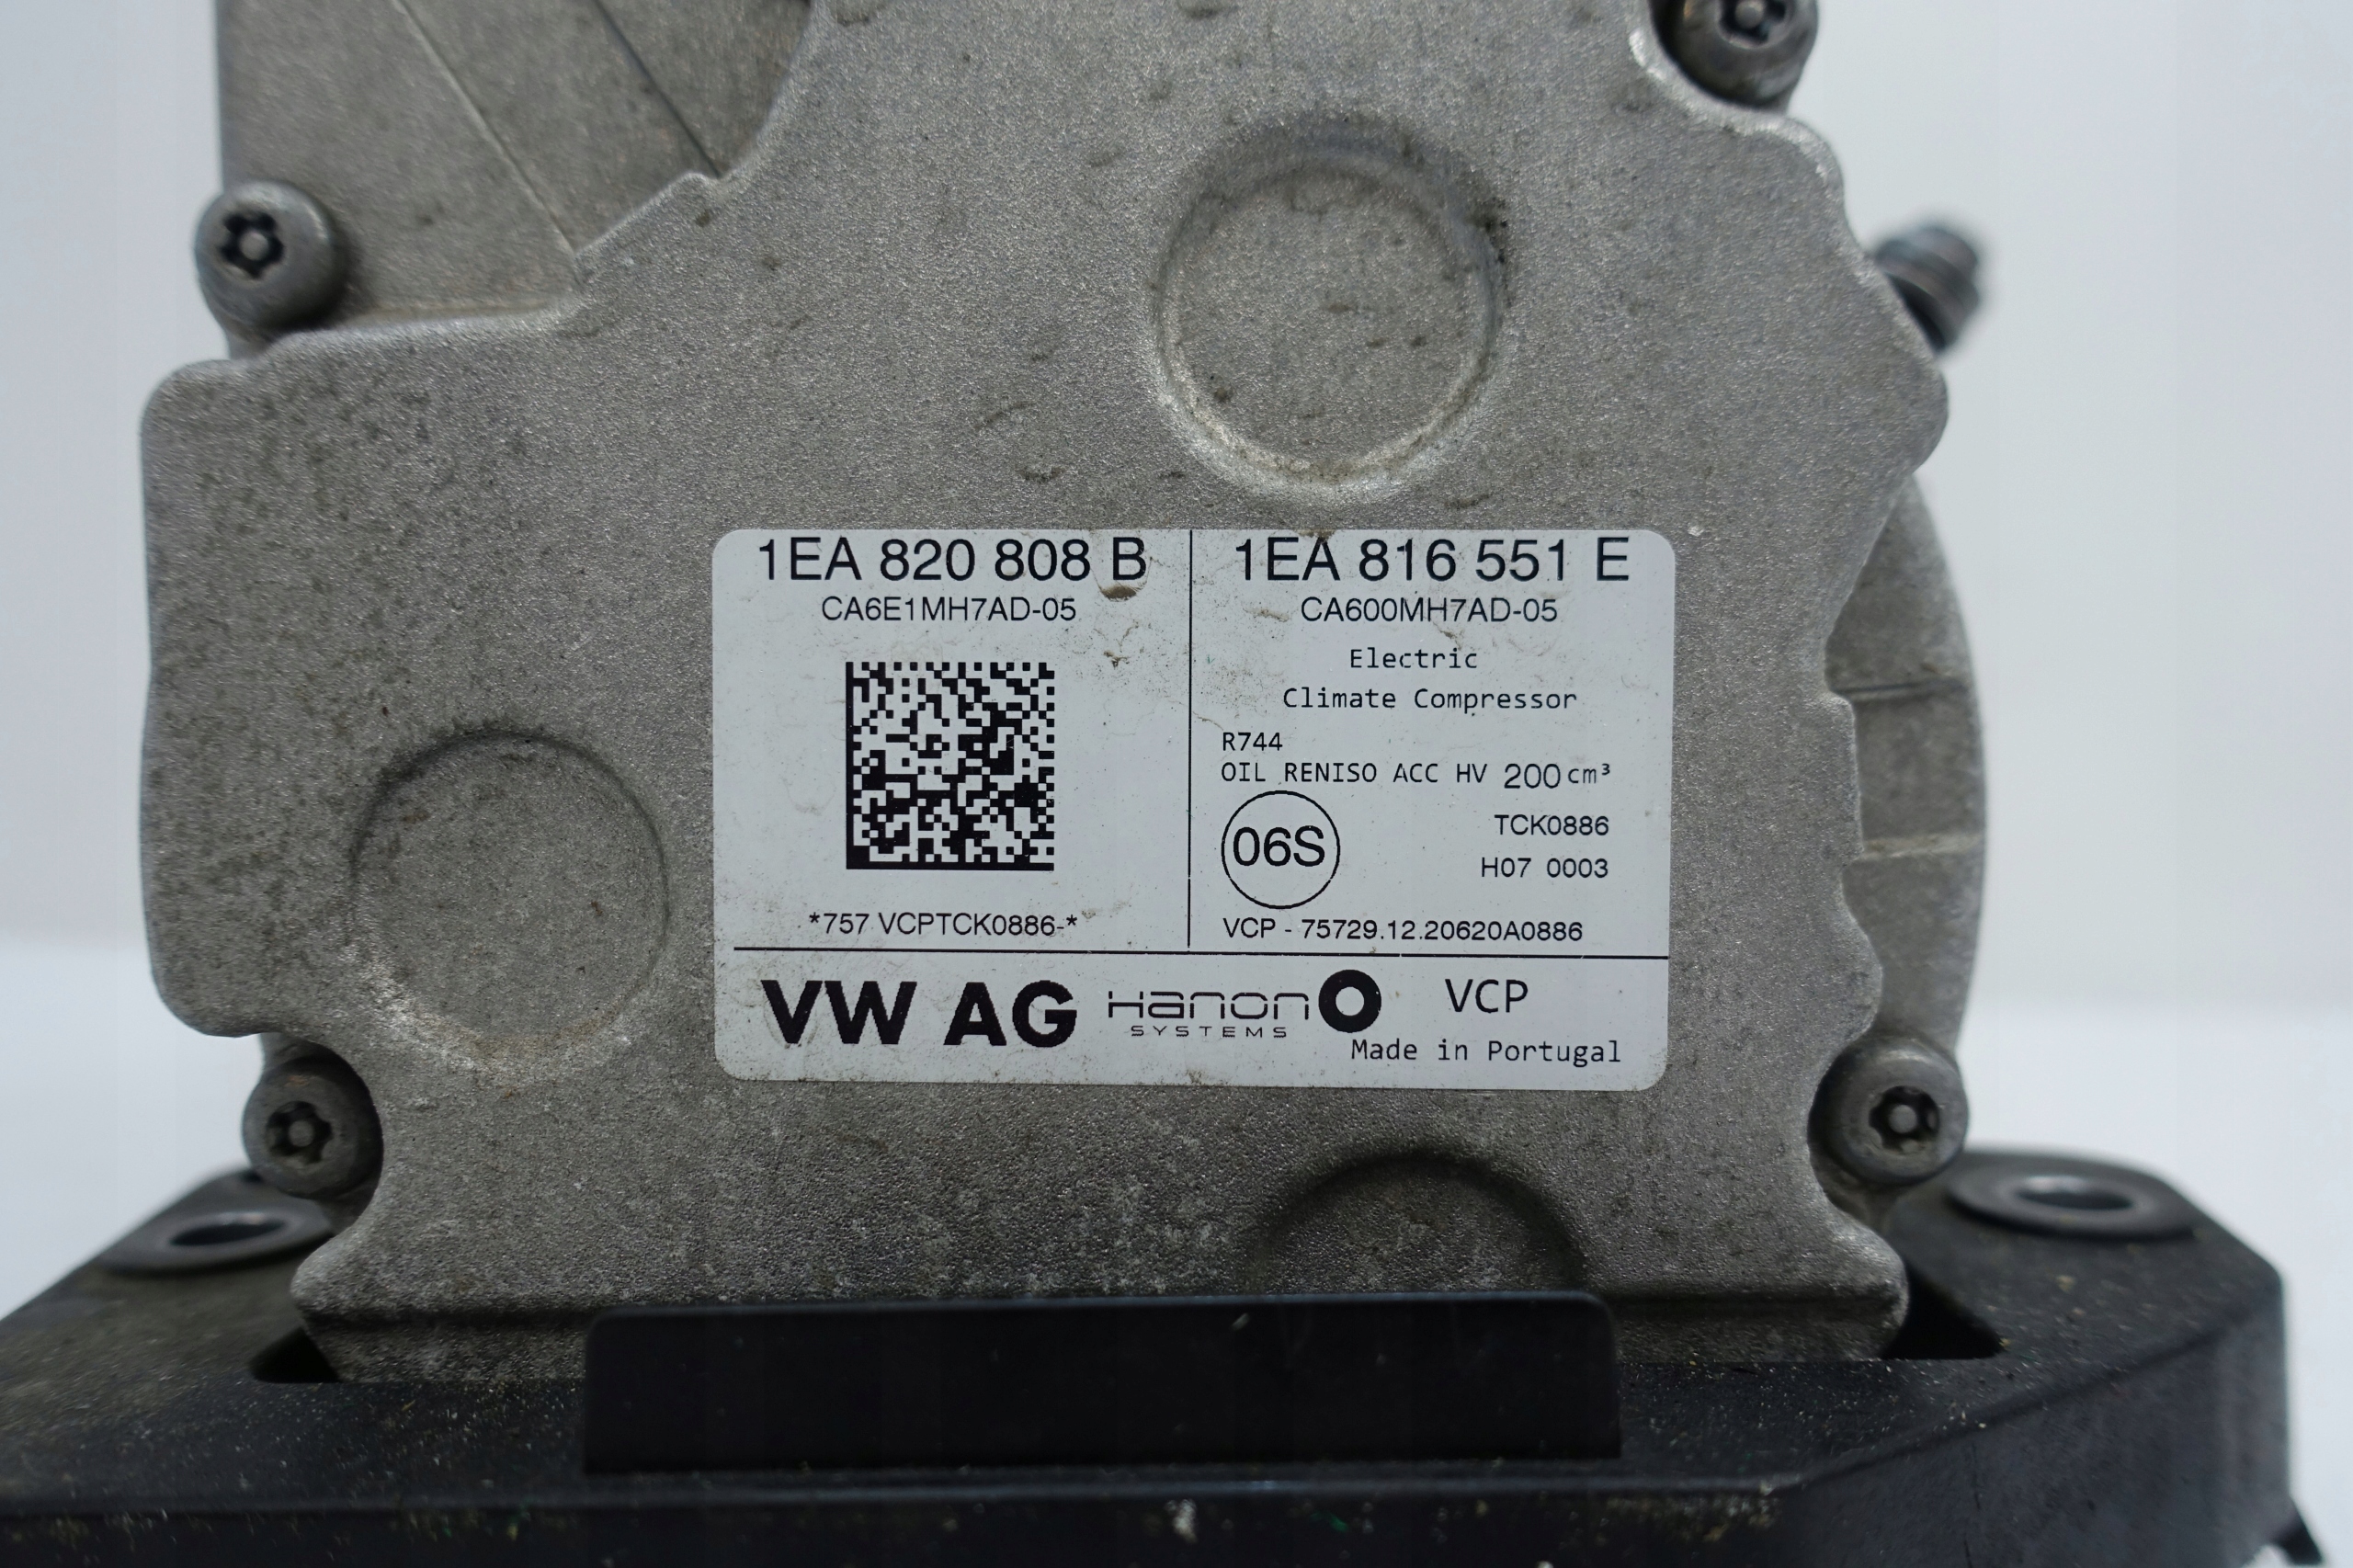 1EA 820 808 B
CA6E1MH7AD-05
*757 VCPTCK0886-*
1EA 816 551 E
CA600MH7AD-05
Electric
Climate Compressor
R744
OIL RENISO ACC HV 200 cm³
06S
TCK0886
H07 0003
VCP - 75729.12.20620A0886
VW AG
Hanon
SYSTEMS
VCP
Made in Portugal